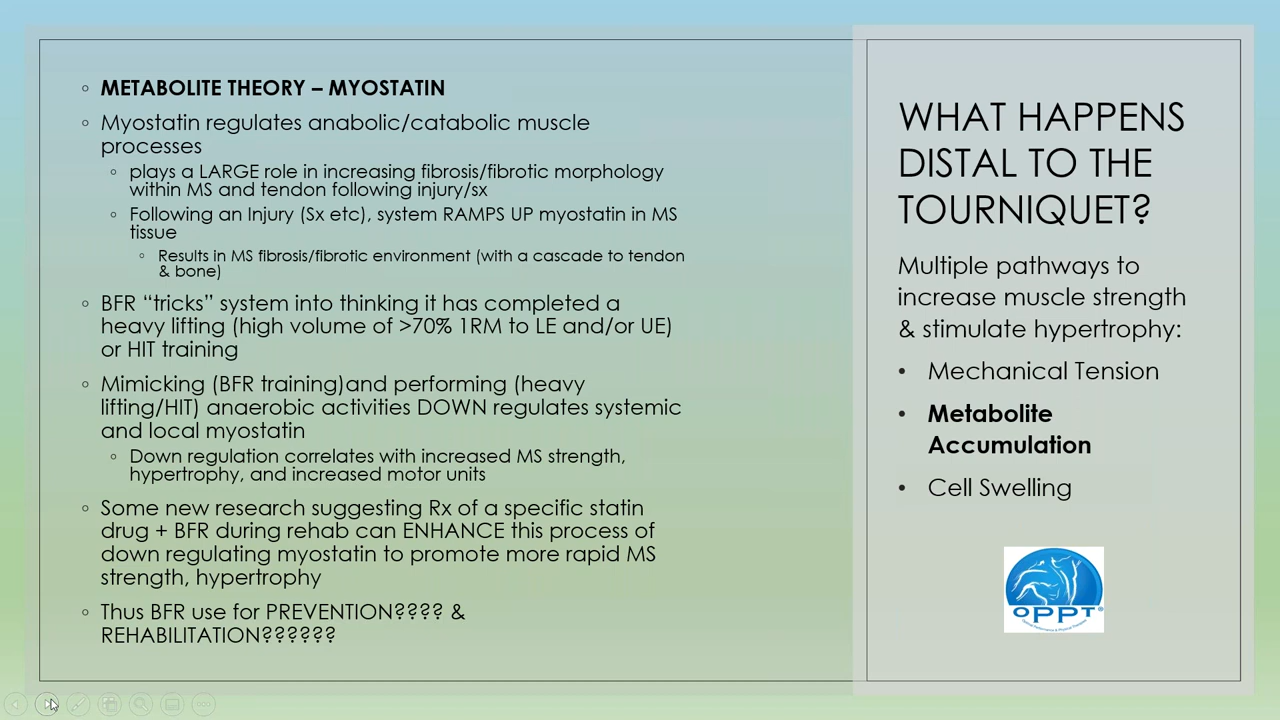 METABOLITE THEORY – MYOSTATIN
Myostatin regulates anabolic/catabolic muscle
processes
plays a LARGE role in increasing fibrosis/fibrotic morphology
within MS and tendon following injury/sx
Following an Injury (Sx etc), system RAMPS UP myostatin in MS
tissue
Results in MS fibrosis/fibrotic environment (with a cascade to tendon
& bone)
BFR “tricks” system into thinking it has completed a
heavy lifting (high volume of >70% 1RM to LE and/or UE)
or HIT training
Mimicking (BFR training)and performing (heavy
lifting/HIT) anaerobic activities DOWN regulates systemic
and local myostatin
Down regulation correlates with increased MS strength,
hypertrophy, and increased motor units
Some new research suggesting Rx of a specific statin
drug + BFR during rehab can ENHANCE this process of
down regulating myostatin to promote more rapid MS
strength, hypertrophy
Thus BFR use for PREVENTION???? &
REHABILITATION??????
WHAT HAPPENS
DISTAL TO THE
TOURNIQUET?
Multiple pathways to
increase muscle strength
& stimulate hypertrophy:
• Mechanical Tension
• Metabolite
Accumulation
• Cell Swelling
OPPT®